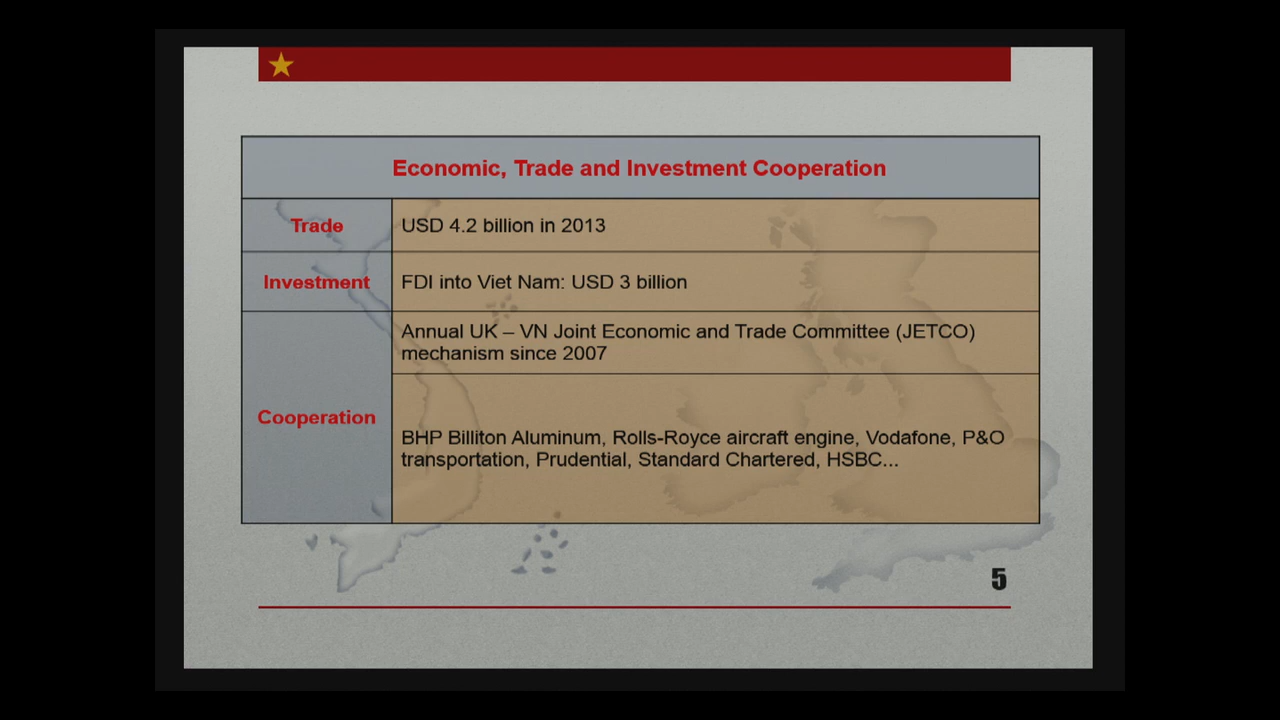 Economic, Trade and Investment Cooperation
Trade
USD 4.2 billion in 2013
Investment
FDI into Viet Nam: USD 3 billion
Cooperation
Annual UK – VN Joint Economic and Trade Committee (JETCO)
mechanism since 2007
BHP Billiton Aluminum, Rolls-Royce aircraft engine, Vodafone, P&O
transportation, Prudential, Standard Chartered, HSBC...
5